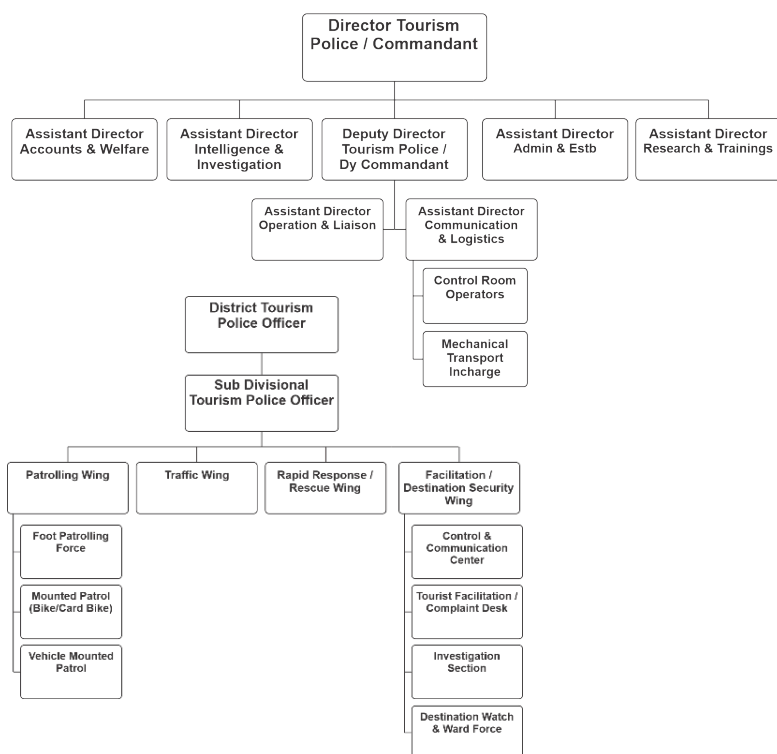 Director Tourism
Police / Commandant
Assistant Director
Accounts & Welfare
Assistant Director
Intelligence &
Investigation
Deputy Director
Tourism Police /
Dy Commandant
Assistant Director
Admin & Estb
Assistant Director
Research & Trainings
Assistant Director
Operation & Liaison
Assistant Director
Communication
& Logistics
Control Room
Operators
Mechanical
Transport
Incharge
District Tourism
Police Officer
Sub Divisional
Tourism Police Officer
Patrolling Wing
Traffic Wing
Rapid Response /
Rescue Wing
Facilitation /
Destination Security
Wing
Foot Patrolling
Force
Mounted Patrol
(Bike/Card Bike)
Vehicle Mounted
Patrol
Control &
Communication
Center
Tourist Facilitation /
Complaint Desk
Investigation
Section
Destination Watch
& Ward Force